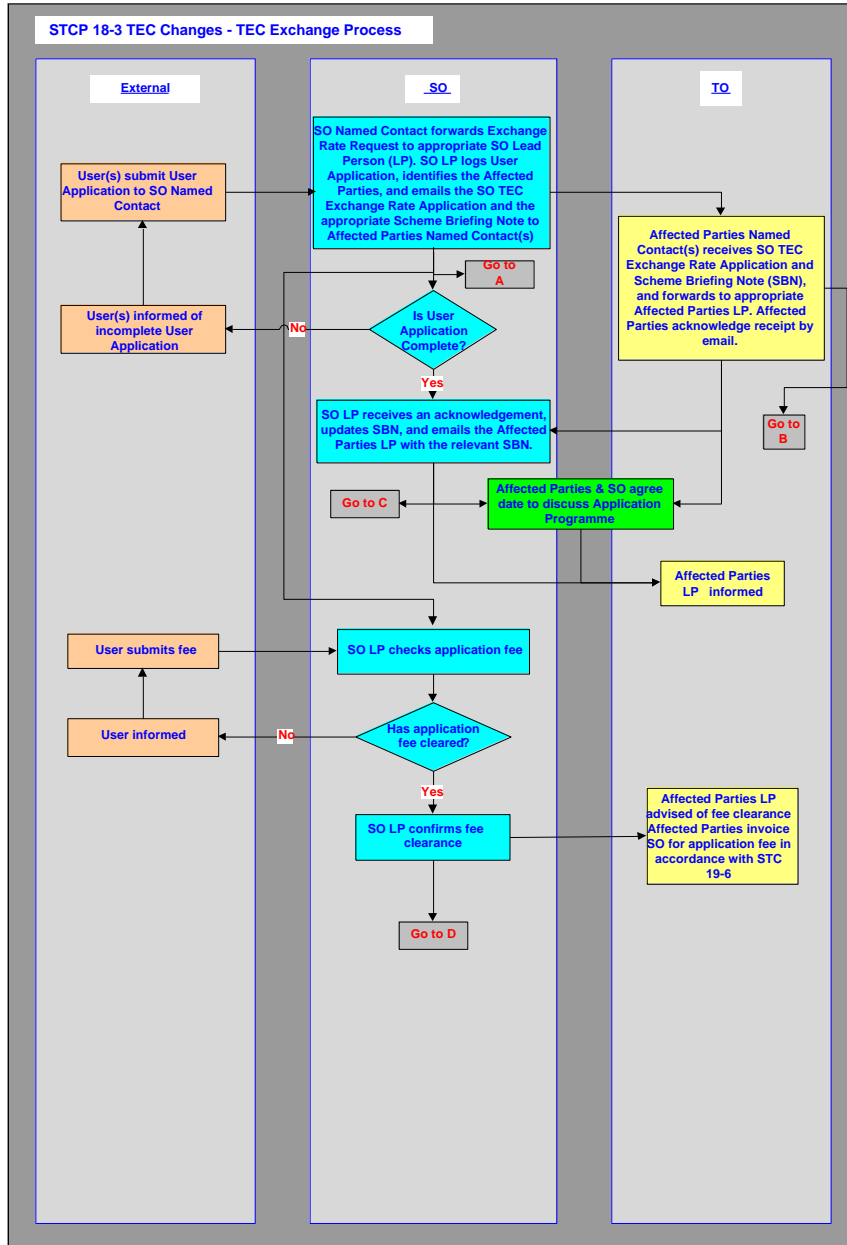 STCP 18-3 TEC Changes - TEC Exchange Process
External
SO
TO
SO Named Contact forwards Exchange
Rate Request to appropriate SO Lead
Person (LP). SO LP logs User
Application, identifies the Affected
Parties, and emails the SO TEC
Exchange Rate Application and the
appropriate Scheme Briefing Note to
Affected Parties Named Contact(s)
User(s) submit User
Application to SO Named
Contact
Affected Parties Named
Contact(s) receives SO TEC
Exchange Rate Application and
Scheme Briefing Note (SBN),
and forwards to appropriate
Affected Parties LP. Affected
Parties acknowledge receipt by
email.
Go to
A
User(s) informed of
incomplete User
Application
No
Is User
Application
Complete?
Yes
SO LP receives an acknowledgement,
updates SBN, and emails the Affected
Parties LP with the relevant SBN.
Go to
B
Go to C
Affected Parties & SO agree
date to discuss Application
Programme
Affected Parties
LP informed
User submits fee
SO LP checks application fee
User informed
No
Has application
fee cleared?
Yes
SO LP confirms fee
clearance
Affected Parties LP
advised of fee clearance
Affected Parties invoice
SO for application fee in
accordance with STC
19-6
Go to D